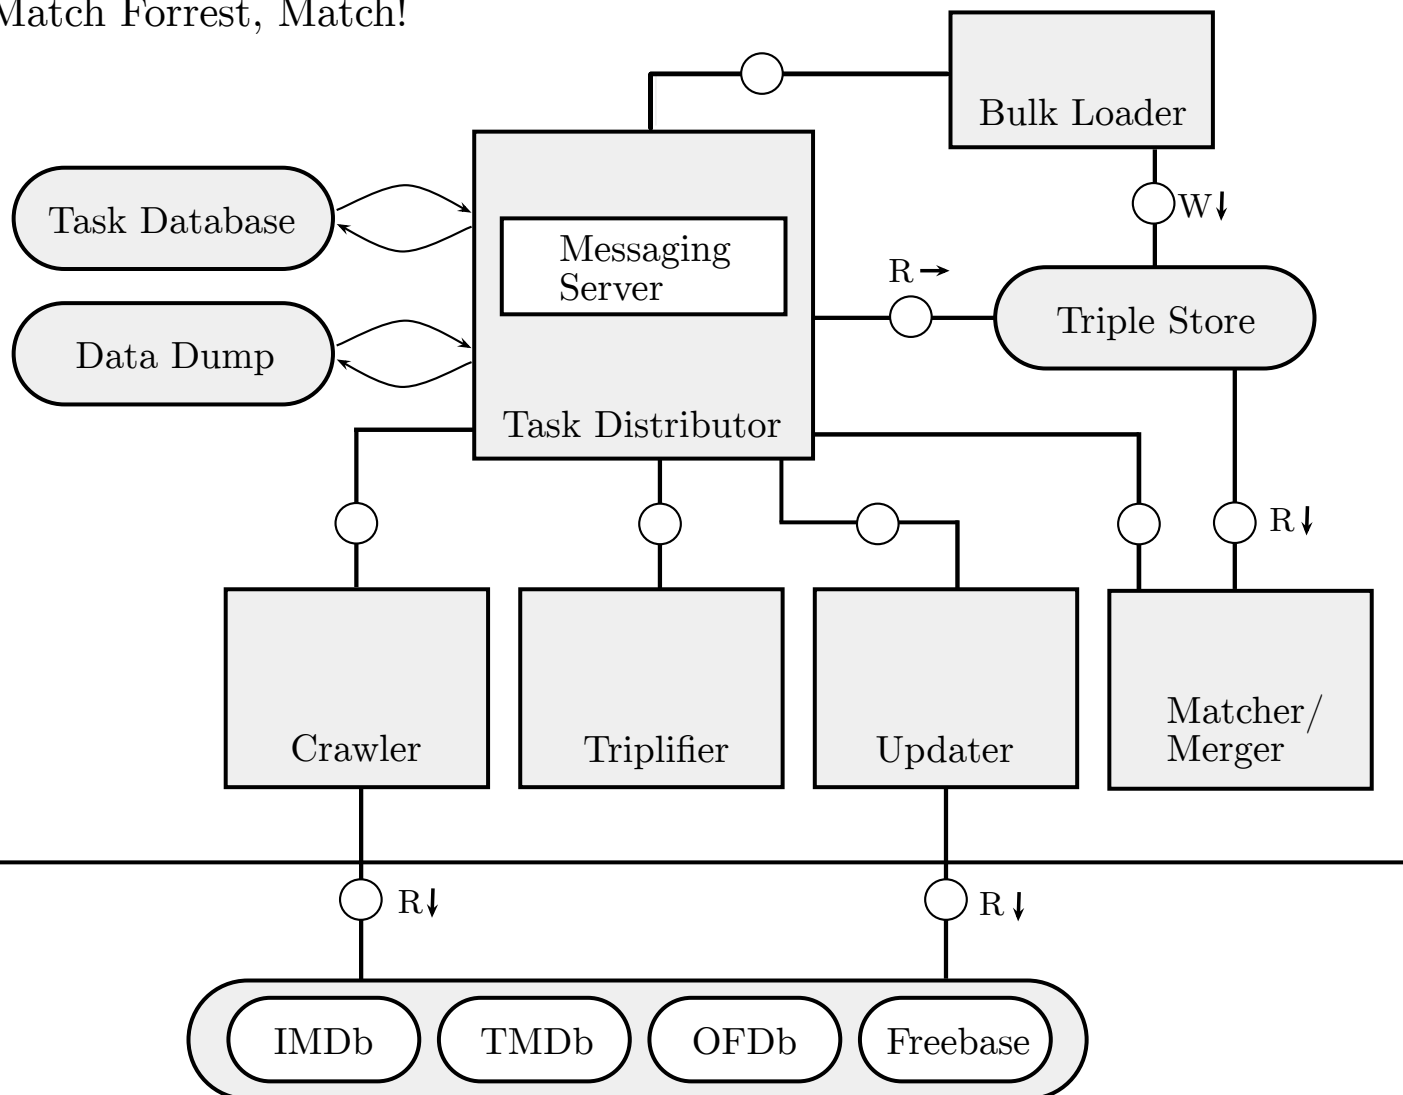 Match Forrest, Match!
Bulk Loader
Task Database
Messaging
Server
W
R
Triple Store
Data Dump
Task Distributor
R
Crawler
Triplifier
Updater
Matcher/
Merger
R
R
IMDb
TMDb
OFDb
Freebase